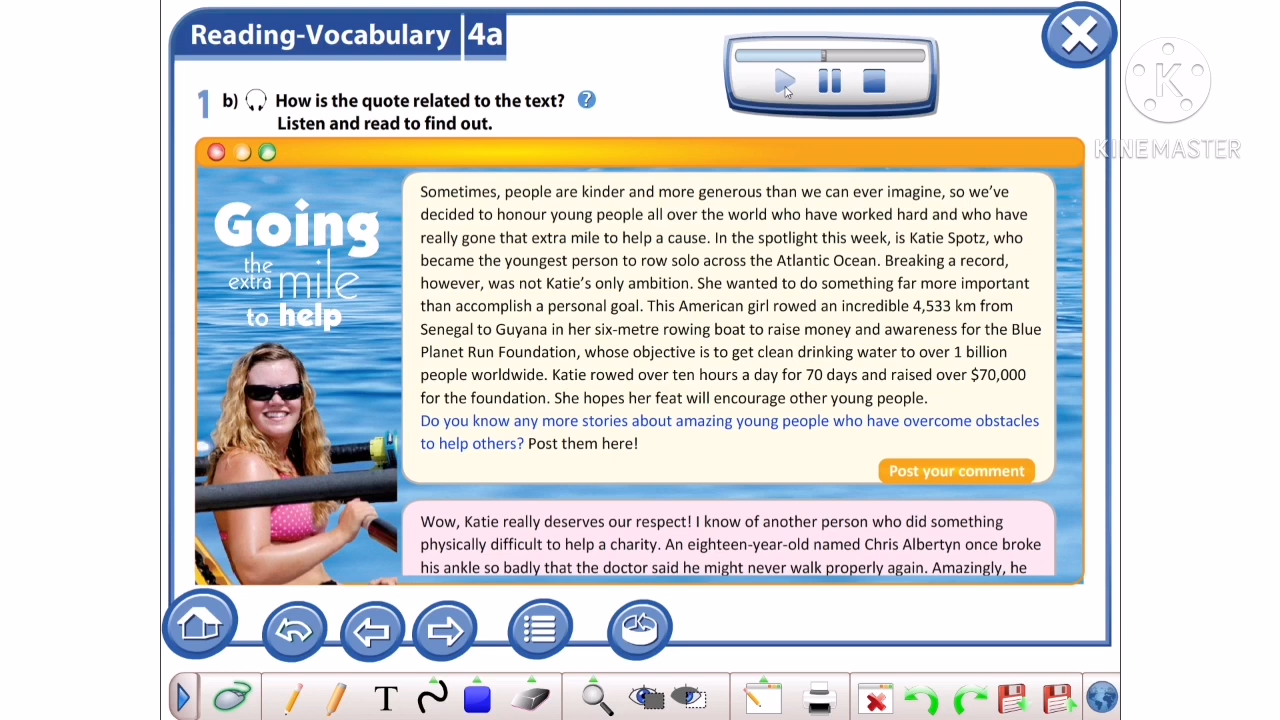 Reading-Vocabulary 4a
1 b) How is the quote related to the text? ?
Listen and read to find out.
K
KINEMASTER
Going
the
extra mile
to help
Sometimes, people are kinder and more generous than we can ever imagine, so we've
decided to honour young people all over the world who have worked hard and who have
really gone that extra mile to help a cause. In the spotlight this week, is Katie Spotz, who
became the youngest person to row solo across the Atlantic Ocean. Breaking a record,
however, was not Katie's only ambition. She wanted to do something far more important
than accomplish a personal goal. This American girl rowed an incredible 4,533 km from
Senegal to Guyana in her six-metre rowing boat to raise money and awareness for the Blue
Planet Run Foundation, whose objective is to get clean drinking water to over 1 billion
people worldwide. Katie rowed over ten hours a day for 70 days and raised over $70,000
for the foundation. She hopes her feat will encourage other young people.
Do you know any more stories about amazing young people who have overcome obstacles
to help others? Post them here!
Post your comment
Wow, Katie really deserves our respect! I know of another person who did something
physically difficult to help a charity. An eighteen-year-old named Chris Albertyn once broke
his ankle so badly that the doctor said he might never walk properly again. Amazingly, he
T